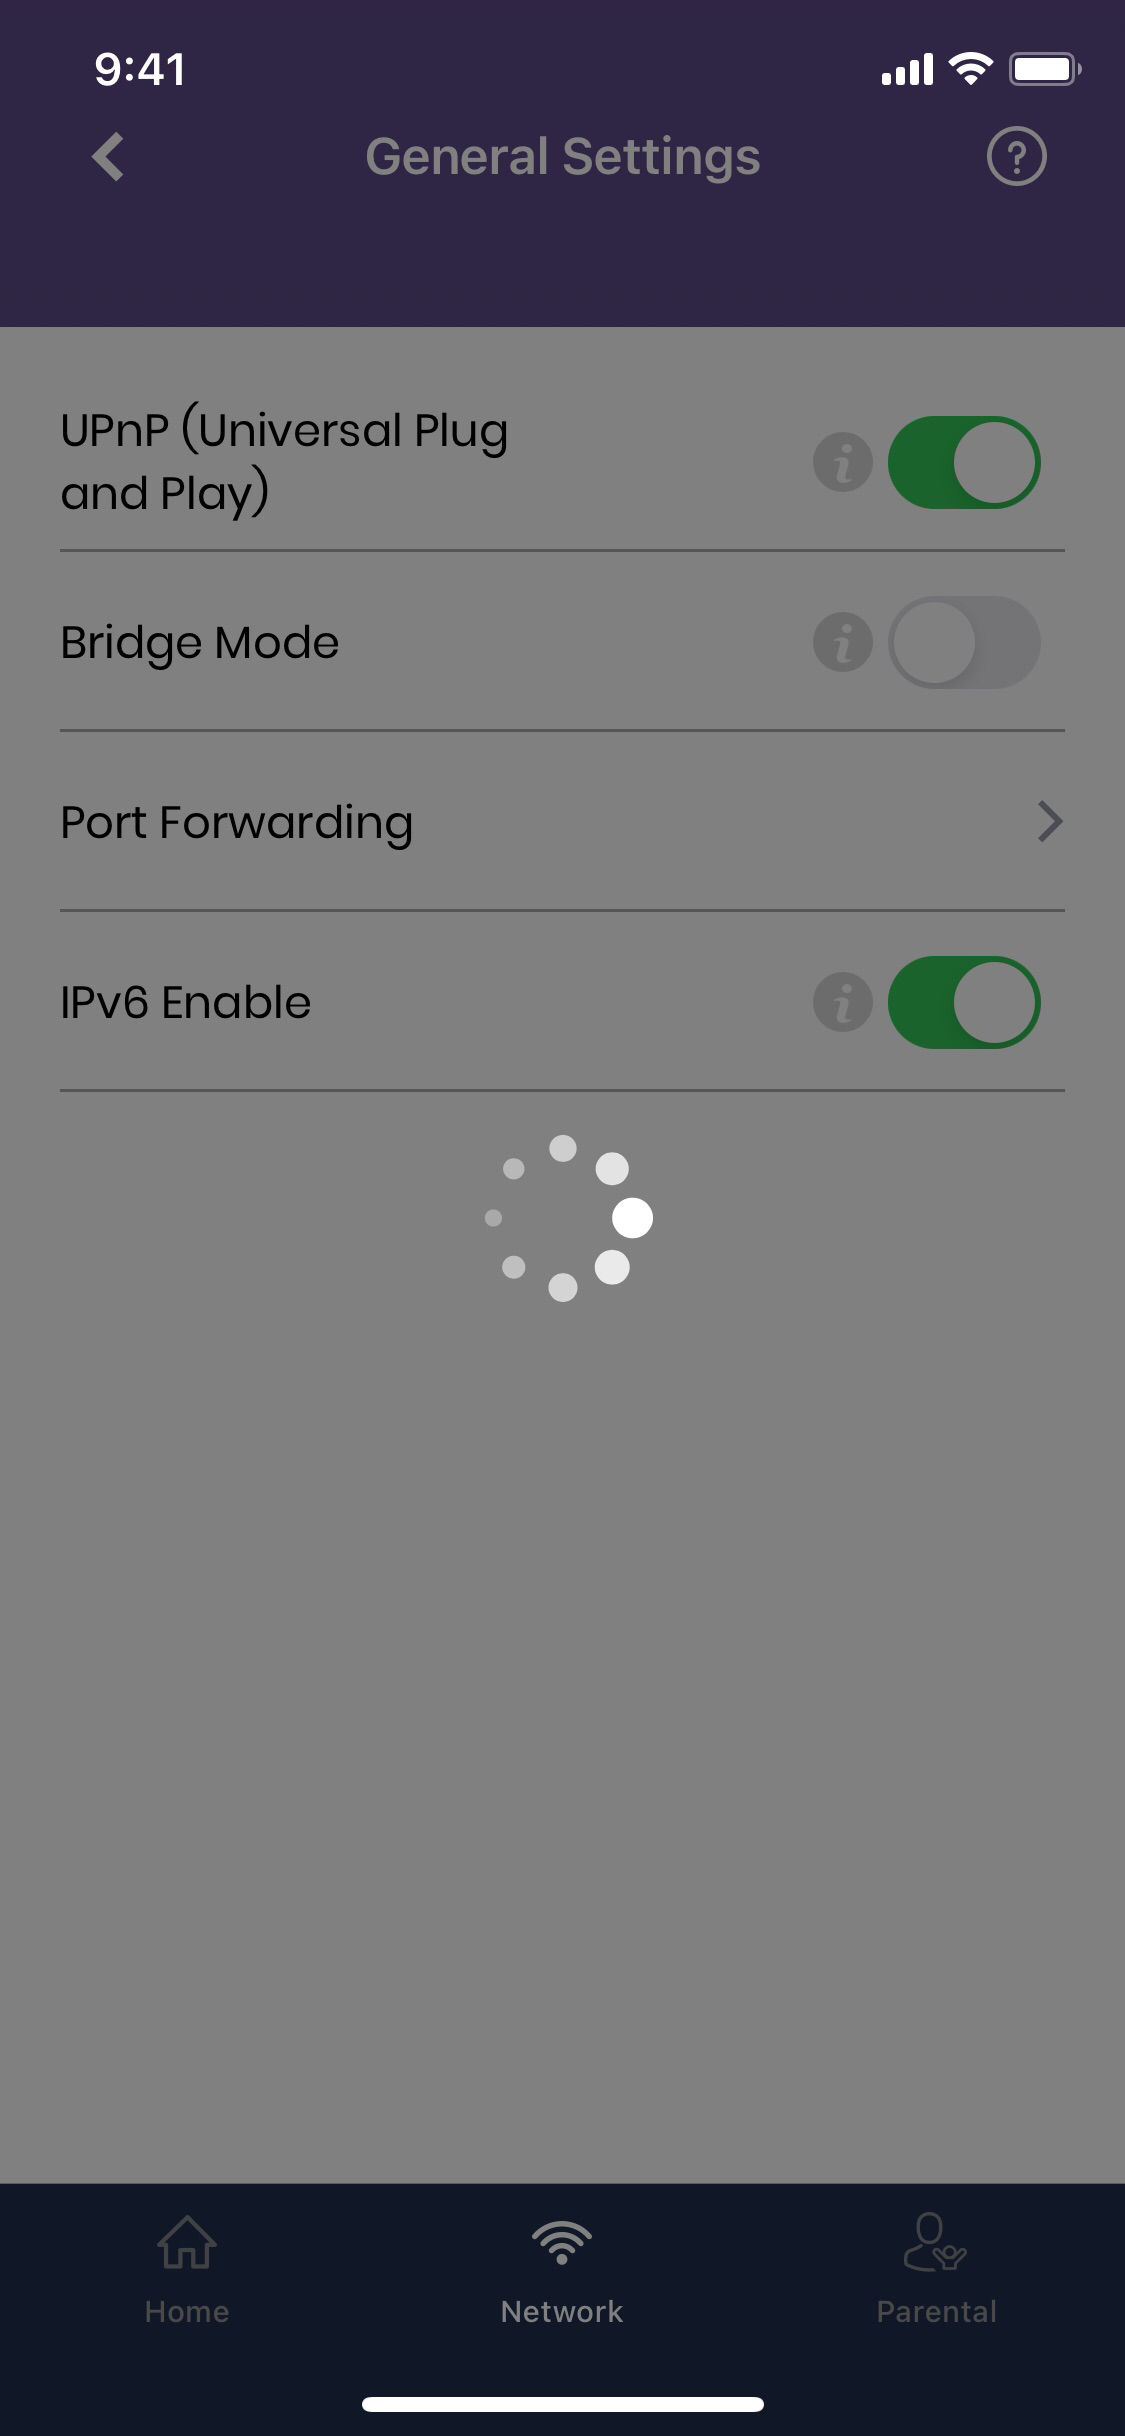 9:41
General Settings
UPnP (Universal Plug
and Play)
Bridge Mode
Port Forwarding
IPv6 Enable
Home
Network
Parental